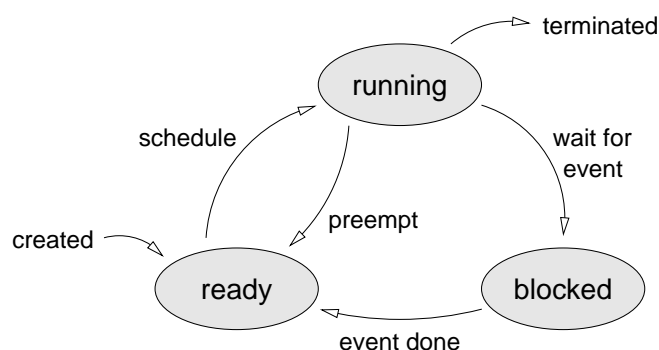 terminated
running
schedule
wait for
event
preempt
created
ready
blocked
event done